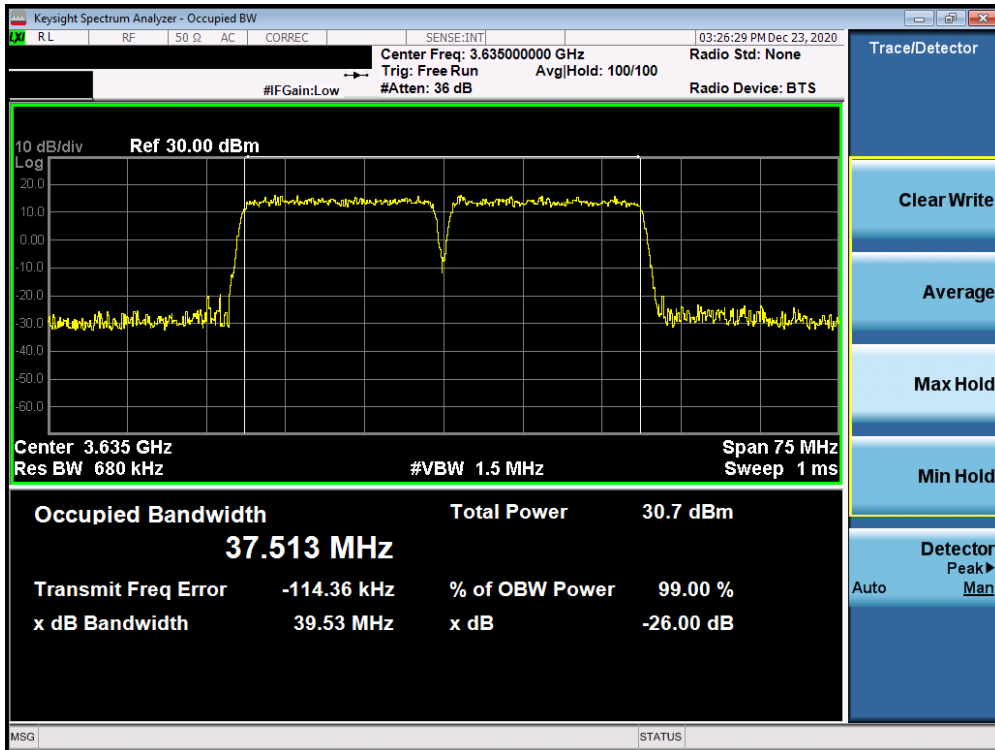 Keysight Spectrum Analyzer - Occupied BW
LXI RL RF 50 Ω AC CORREC SENSE:INT 03:26:29 PM Dec 23, 2020
Center Freq: 3.635000000 GHz Radio Std: None
Trig: Free Run Avg|Hold: 100/100
#IFGain:Low #Atten: 36 dB Radio Device: BTS
10 dB/div Ref 30.00 dBm
Log
20.0
10.0
0.00
-10.0
-20.0
-30.0
-40.0
-50.0
-60.0
Center 3.635 GHz Span 75 MHz
Res BW 680 kHz #VBW 1.5 MHz Sweep 1 ms
Occupied Bandwidth Total Power 30.7 dBm
37.513 MHz
Transmit Freq Error -114.36 kHz % of OBW Power 99.00 %
x dB Bandwidth 39.53 MHz x dB -26.00 dB
MSG STATUS
Trace/Detector
Clear Write
Average
Max Hold
Min Hold
Detector
Peak▶
Auto Man